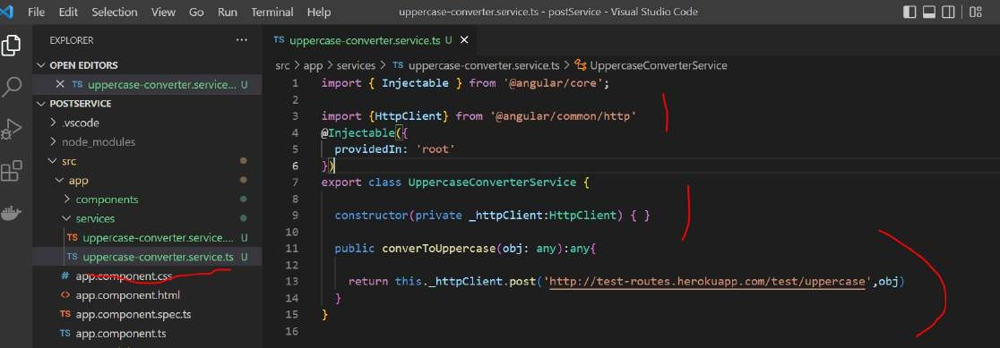 File Edit Selection View Go Run Terminal Help uppercase-converter.service.ts - postService - Visual Studio Code
EXPLORER ...
OPEN EDITORS
TS uppercase-converter.service... U
POSTSERVICE
.vscode
node_modules
src
app
components
services
TS uppercase-converter.service.... U
TS uppercase-converter.service.ts U
# app.component.css
<> app.component.html
TS app.component.spec.ts
TS app.component.ts
TS uppercase-converter.service.ts U ×
src > app > services > TS uppercase-converter.service.ts > UppercaseConverterService
1 import { Injectable } from '@angular/core';
2
3 import {HttpClient} from '@angular/common/http'
4 @Injectable({
5 providedIn: 'root'
6 })
7 export class UppercaseConverterService {
8
9 constructor(private _httpClient:HttpClient) { }
10
11 public converToUppercase(obj: any):any{
12
13 return this._httpClient.post('http://test-routes.herokuapp.com/test/uppercase',obj)
14 }
15 }
16